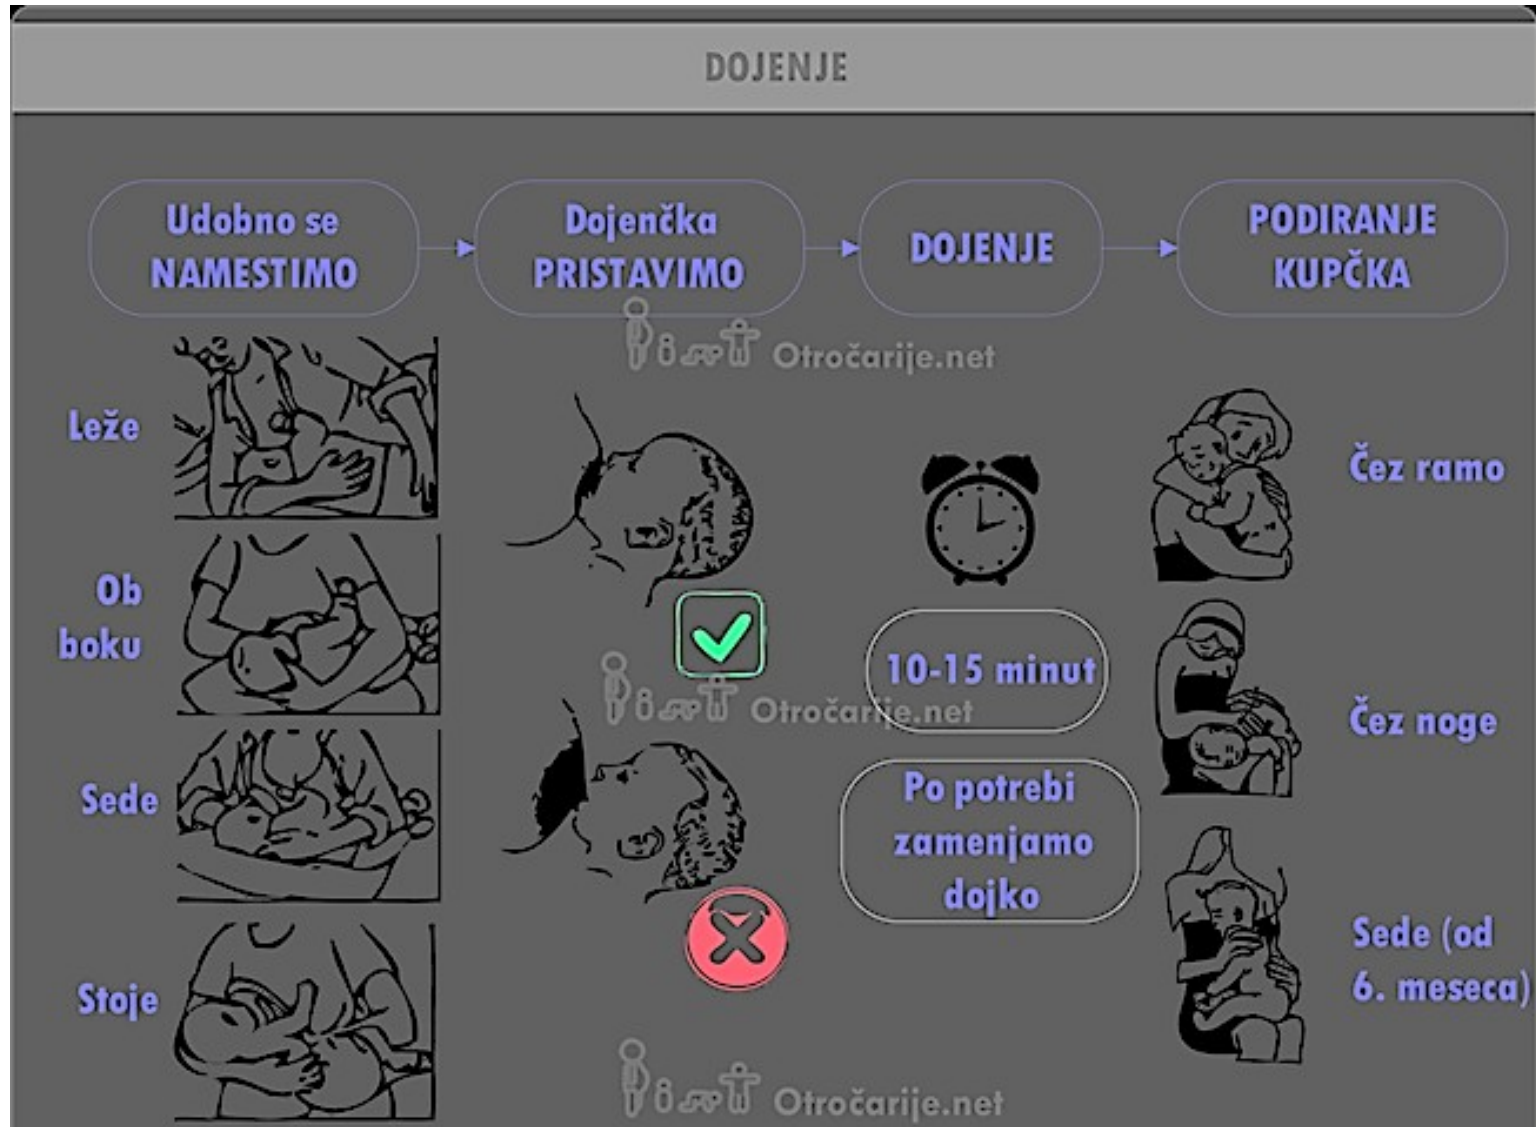 DOJENJE
Udobno se
NAMESTIMO
Dojenčka
PRISTAVIMO
DOJENJE
PODIRANJE
KUPČKA
Otročarije.net
Leže
Ob
boku
Sede
Stoje
10-15 minut
Otročarije.net
Po potrebi
zamenjamo
dojko
Čez ramo
Čez noge
Sede (od
6. meseca)
Otročarije.net